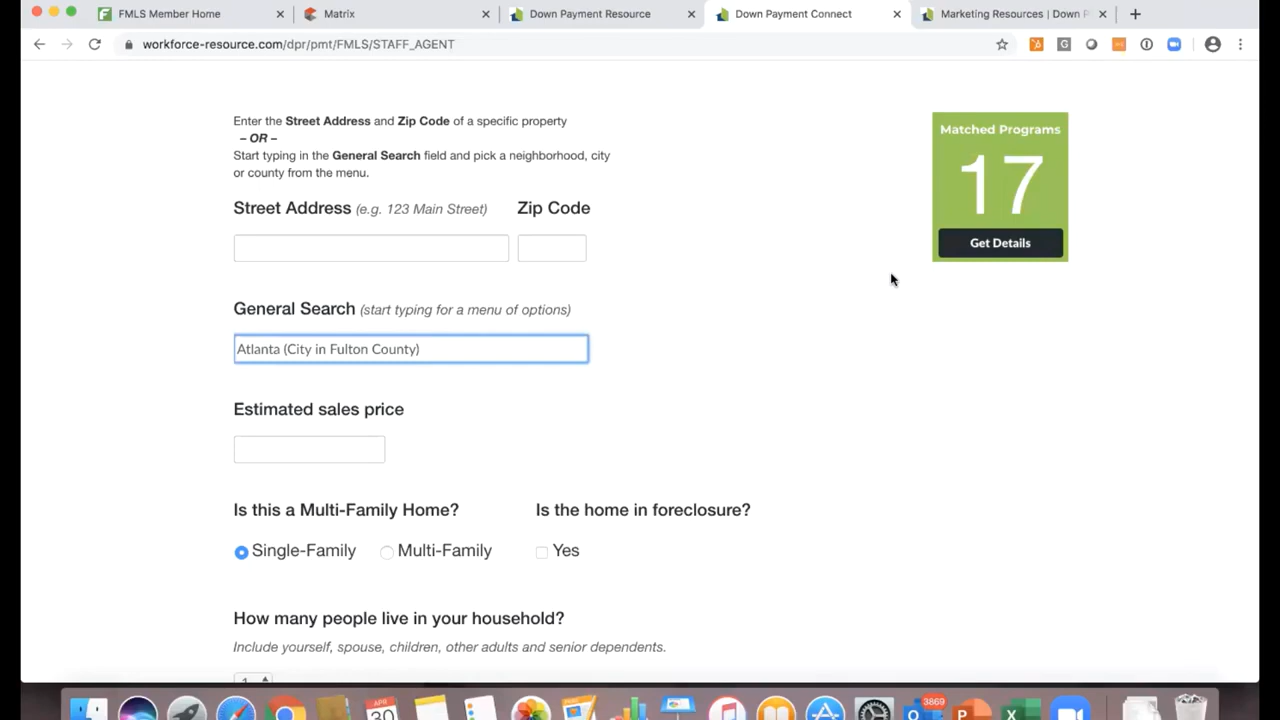 FMLS Member Home
Matrix
Down Payment Resource
Down Payment Connect
Marketing Resources | Down P
workforce-resource.com/dpr/pmt/FMLS/STAFF_AGENT
Enter the Street Address and Zip Code of a specific property
– OR –
Start typing in the General Search field and pick a neighborhood, city
or county from the menu.
Matched Programs
17
Get Details
Street Address (e.g. 123 Main Street) Zip Code
General Search (start typing for a menu of options)
Atlanta (City in Fulton County)
Estimated sales price
Is this a Multi-Family Home? Is the home in foreclosure?
Single-Family Multi-Family Yes
How many people live in your household?
Include yourself, spouse, children, other adults and senior dependents.
1
APR
30
3869